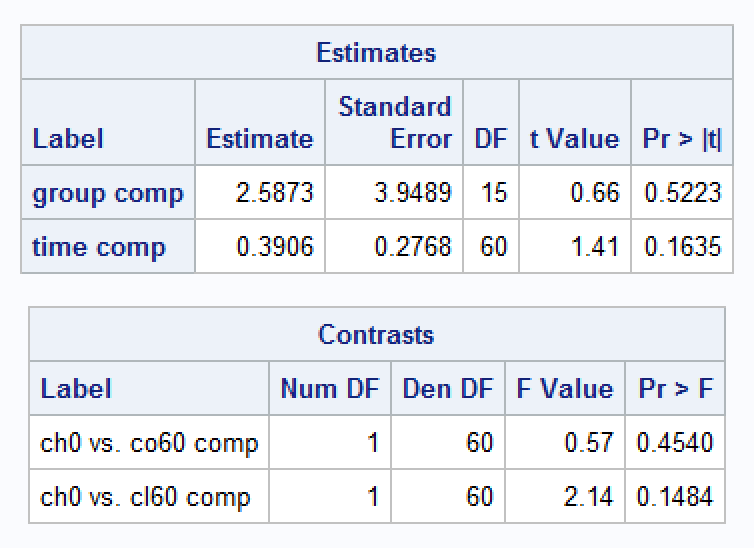 Estimates
Label Estimate Standard Error DF t Value Pr > |t|
group comp 2.5873 3.9489 15 0.66 0.5223
time comp 0.3906 0.2768 60 1.41 0.1635
Contrasts
Label Num DF Den DF F Value Pr > F
ch0 vs. co60 comp 1 60 0.57 0.4540
ch0 vs. cl60 comp 1 60 2.14 0.1484